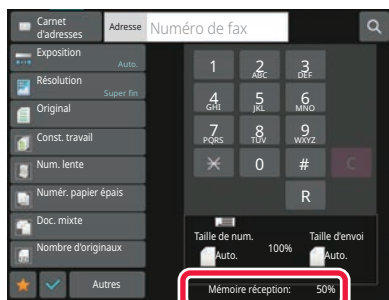 Carnet d'adresses
Adresse
Numéro de fax
Exposition
Auto.
Résolution
Super fin
Original
Const. travail
Num. lente
Numér. papier épais
Doc. mixte
Nombre d'originaux
Autres
1
2 ABC
3 DEF
4 GHI
5 JKL
6 MNO
7 PQRS
8 TUV
9 WXYZ
0
#
C
R
Taille de num.
Auto.
100%
Taille d'envoi
Auto.
Mémoire réception: 50%